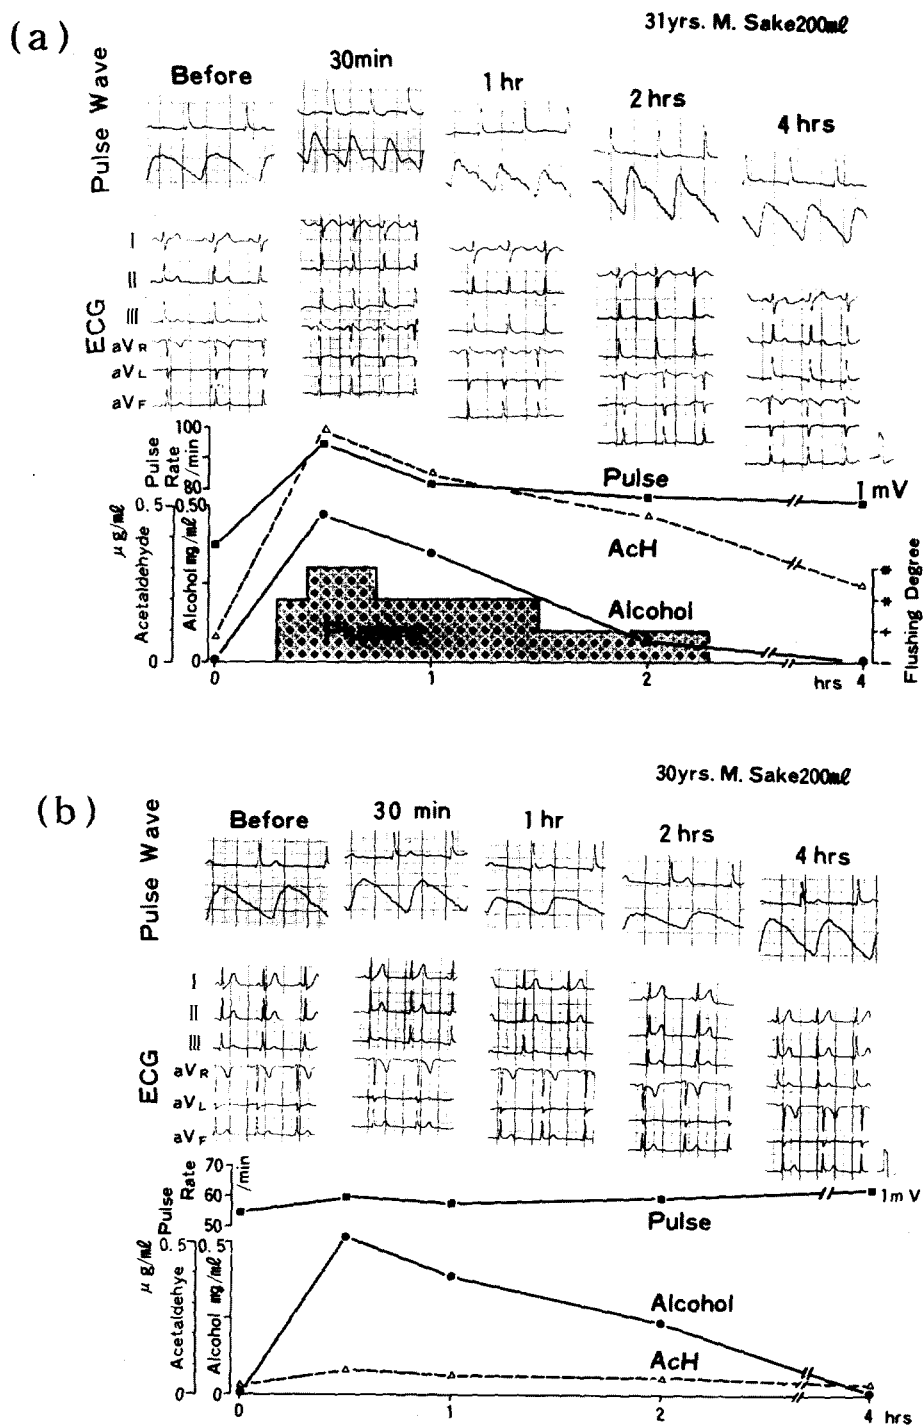 (a)
31yrs. M. Sake200㎖
Pulse Wave
Before
30min
1 hr
2 hrs
4 hrs
ECG
I
II
III
aVR
aVL
aVF
Pulse Rate /min
100
80
1 mV
Pulse
μg/㎖
Acetaldehyde
0.5
0
Alcohol mg/㎖
0.50
0
AcH
Alcohol
Flushing Degree
+
−
0
1
2
4
hrs
(b)
30yrs. M. Sake200㎖
Pulse Wave
Before
30 min
1 hr
2 hrs
4 hrs
ECG
I
II
III
aVR
aVL
aVF
Pulse Rate /min
70
60
50
1mV
Pulse
μg/㎖
Acetaldehye
0.5
0
Alcohol mg/㎖
0.5
0
Alcohol
AcH
0
1
2
4
hrs